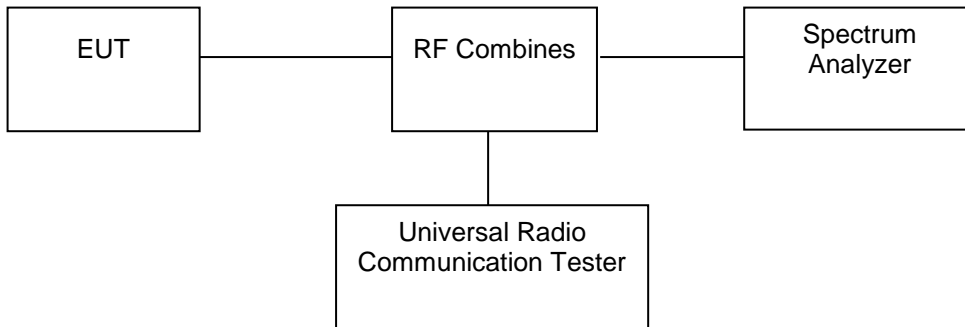 EUT
RF Combines
Spectrum
Analyzer
Universal Radio
Communication Tester